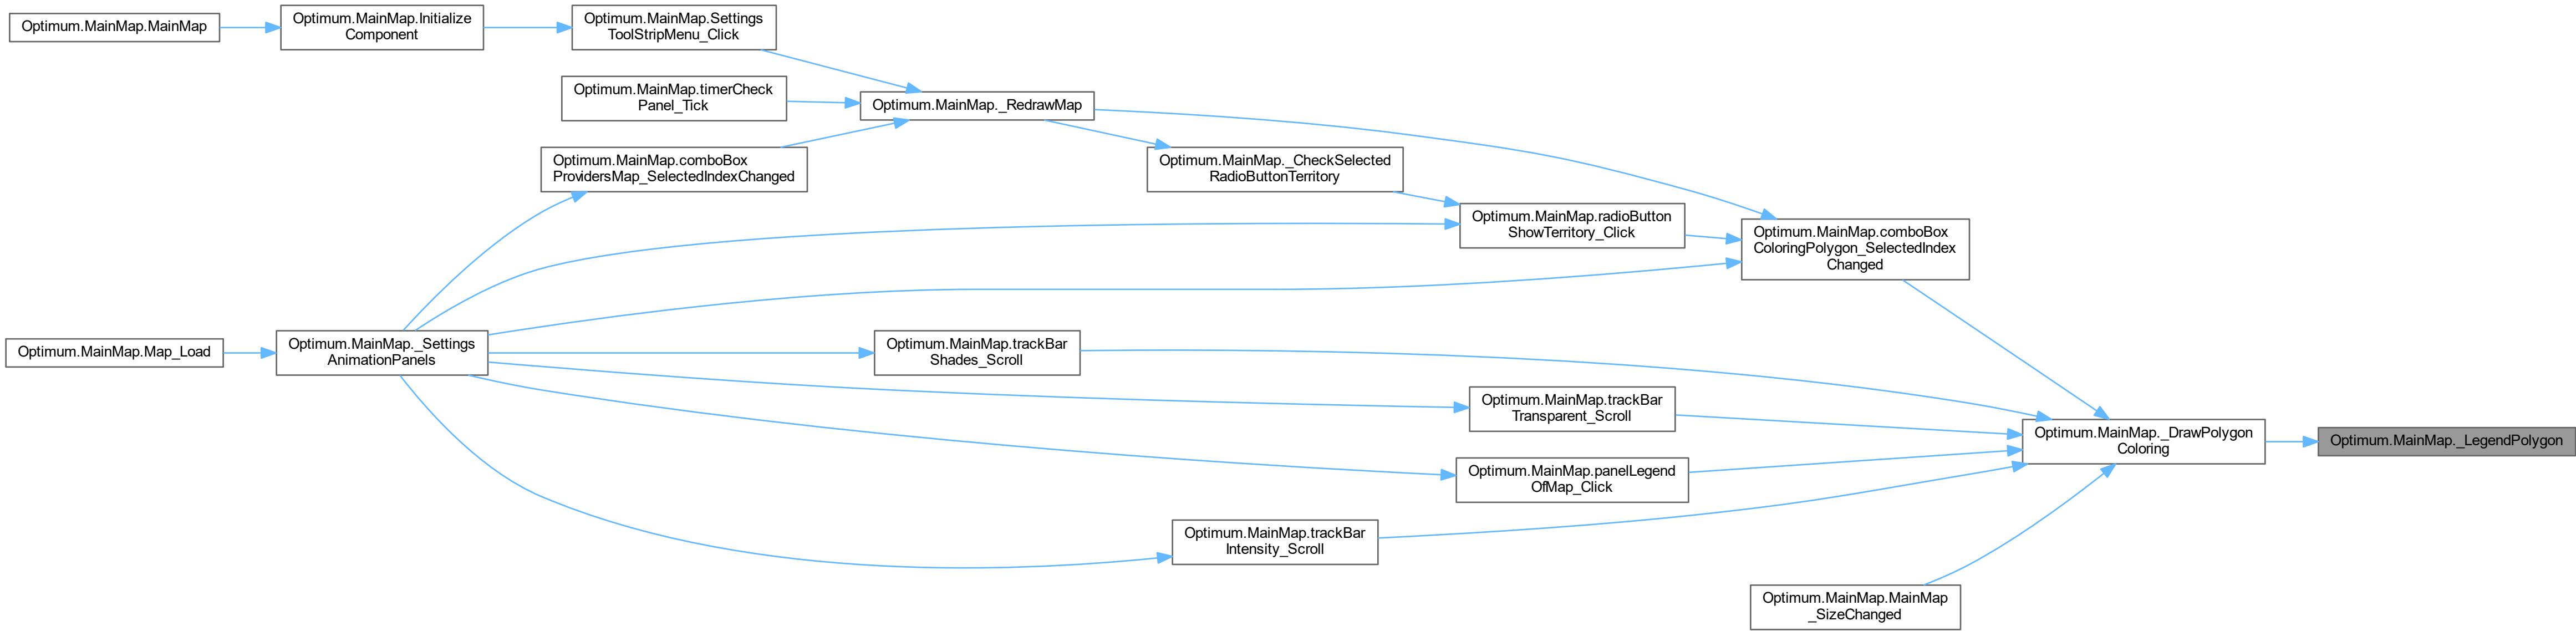 Optimum.MainMap.MainMap
Optimum.MainMap.Initialize
Component
Optimum.MainMap.Settings
ToolStripMenu_Click
Optimum.MainMap.timerCheck
Panel_Tick
Optimum.MainMap._RedrawMap
Optimum.MainMap.comboBox
ProvidersMap_SelectedIndexChanged
Optimum.MainMap._CheckSelected
RadioButtonTerritory
Optimum.MainMap.radioButton
ShowTerritory_Click
Optimum.MainMap.comboBox
ColoringPolygon_SelectedIndex
Changed
Optimum.MainMap.Map_Load
Optimum.MainMap._Settings
AnimationPanels
Optimum.MainMap.trackBar
Shades_Scroll
Optimum.MainMap.trackBar
Transparent_Scroll
Optimum.MainMap._DrawPolygon
Coloring
Optimum.MainMap._LegendPolygon
Optimum.MainMap.panelLegend
OfMap_Click
Optimum.MainMap.trackBar
Intensity_Scroll
Optimum.MainMap.MainMap
_SizeChanged